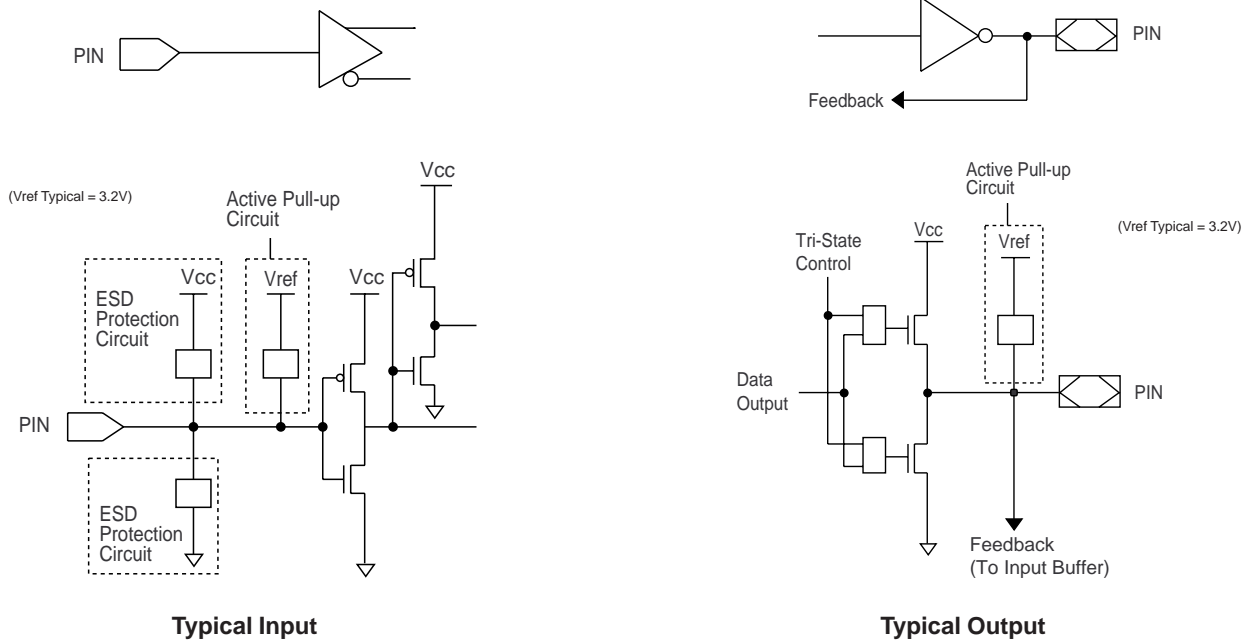 PIN
PIN
Feedback
(Vref Typical = 3.2V)
Active Pull-up
Circuit
Vcc
ESD
Protection
Circuit
Vcc
Vref
Vcc
PIN
ESD
Protection
Circuit
Typical Input
Active Pull-up
Circuit
(Vref Typical = 3.2V)
Tri-State
Control
Vcc
Vref
Data
Output
PIN
Feedback
(To Input Buffer)
Typical Output